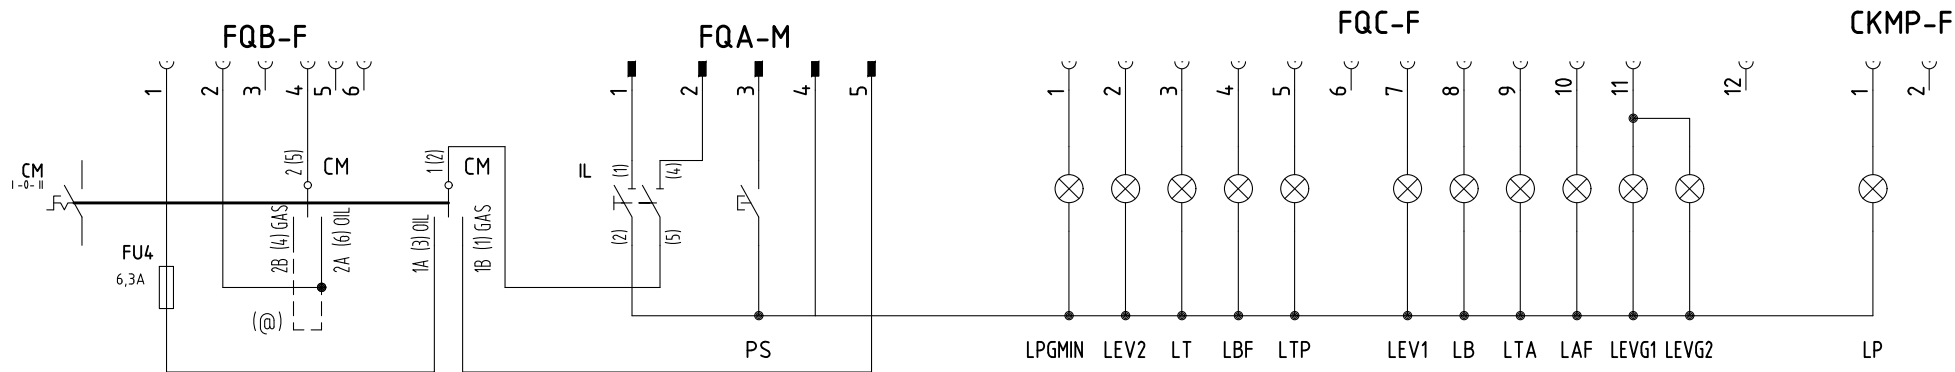 FQB-F FQA-M FQC-F CKMP-F
1 2 3 4 5 6 1 2 3 4 5 1 2 3 4 5 6 7 8 9 10 11 12 1 2
CM
I -0- II
2 (5) CM 1 (2) CM IL (1) (4)
2B (4) GAS 2A (6) OIL 1A (3) OIL 1B (1) GAS (2) (5)
FU4
6,3A
(@)
PS LPGMIN LEV2 LT LBF LTP LEV1 LB LTA LAF LEVG1 LEVG2 LP